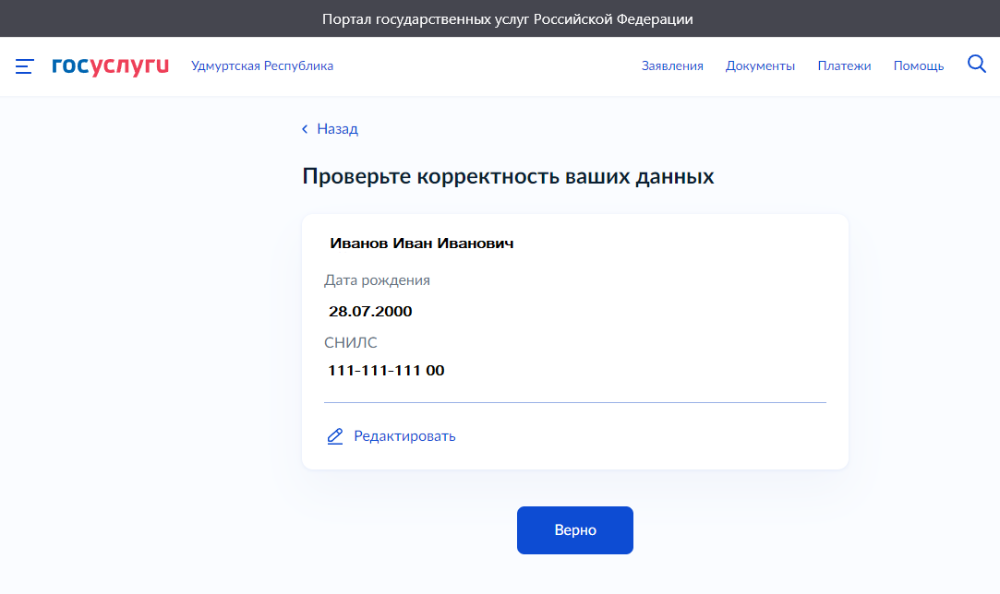 Портал государственных услуг Российской Федерации
госуслуги Удмуртская Республика Заявления Документы Платежи Помощь
Назад
Проверьте корректность ваших данных
Иванов Иван Иванович
Дата рождения
28.07.2000
СНИЛС
111-111-111 00
Редактировать
Верно